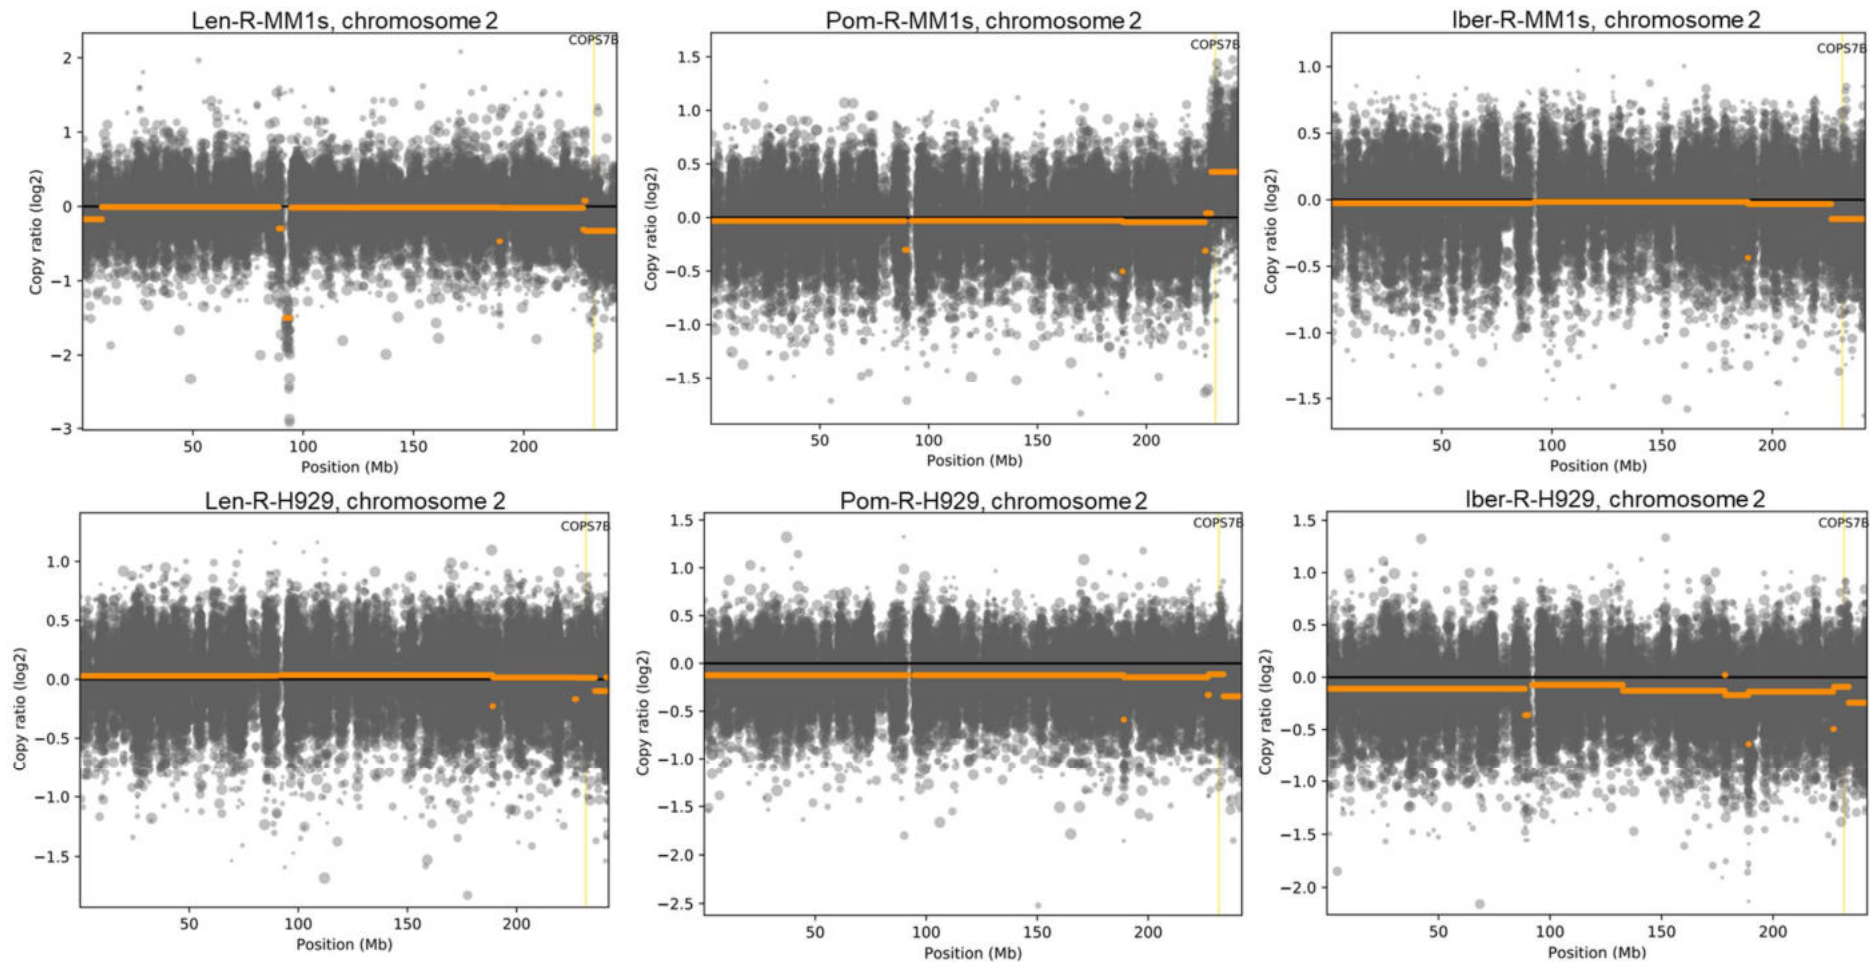 Len-R-MM1s, chromosome 2
COPS7B
2
1
0
−1
−2
−3
Copy ratio (log2)
50
100
150
200
Position (Mb)
Pom-R-MM1s, chromosome 2
COPS7B
1.5
1.0
0.5
0.0
−0.5
−1.0
−1.5
Copy ratio (log2)
50
100
150
200
Position (Mb)
Iber-R-MM1s, chromosome 2
COPS7B
1.0
0.5
0.0
−0.5
−1.0
−1.5
Copy ratio (log2)
50
100
150
200
Position (Mb)
Len-R-H929, chromosome 2
COPS7B
1.0
0.5
0.0
−0.5
−1.0
−1.5
Copy ratio (log2)
50
100
150
200
Position (Mb)
Pom-R-H929, chromosome 2
COPS7B
1.5
1.0
0.5
0.0
−0.5
−1.0
−1.5
−2.0
−2.5
Copy ratio (log2)
50
100
150
200
Position (Mb)
Iber-R-H929, chromosome 2
COPS7B
1.5
1.0
0.5
0.0
−0.5
−1.0
−1.5
−2.0
Copy ratio (log2)
50
100
150
200
Position (Mb)